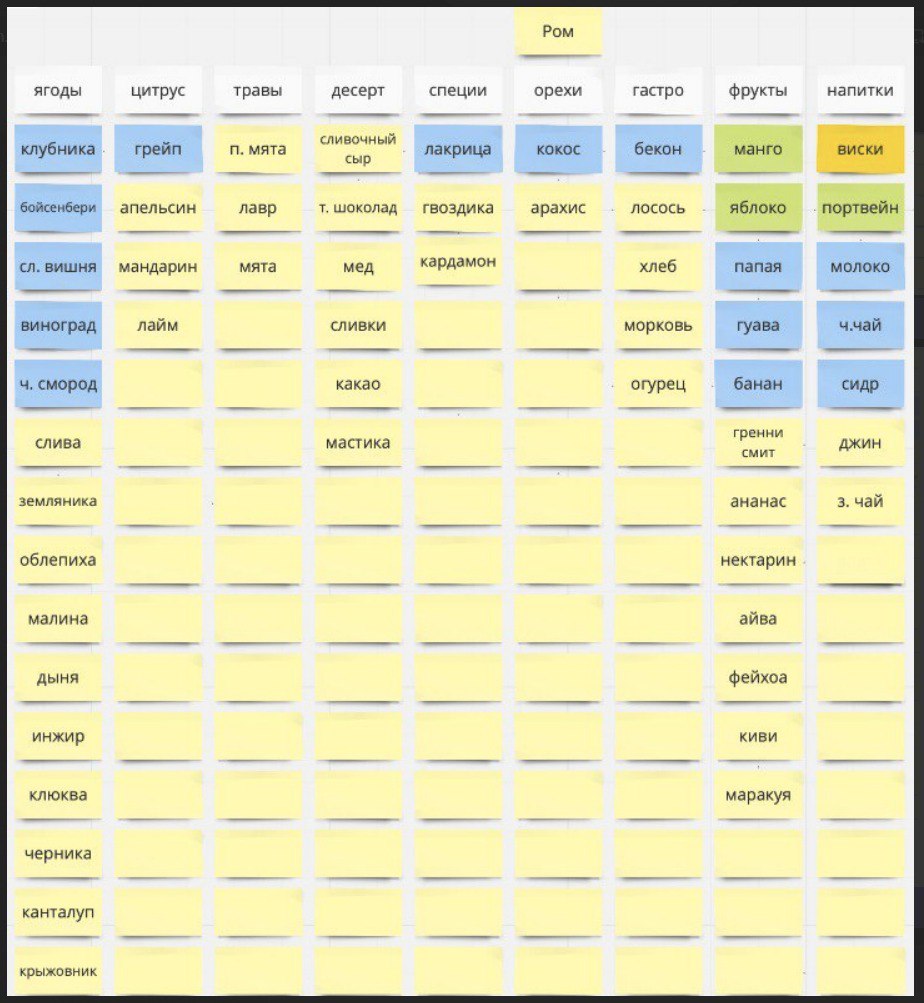 Ром
ягоды цитрус травы десерт специи орехи гастро фрукты напитки
клубника грейп п. мята сливочный сыр лакрица кокос бекон манго виски
бойсенбери апельсин лавр т. шоколад гвоздика арахис лосось яблоко портвейн
сл. вишня мандарин мята мед кардамон хлеб папая молоко
виноград лайм сливки морковь гуава ч.чай
ч. смород какао огурец банан сидр
слива мастика гренни смит джин
земляника ананас з. чай
облепиха нектарин
малина айва
дыня фейхоа
инжир киви
клюква маракуя
черника
канталуп
крыжовник